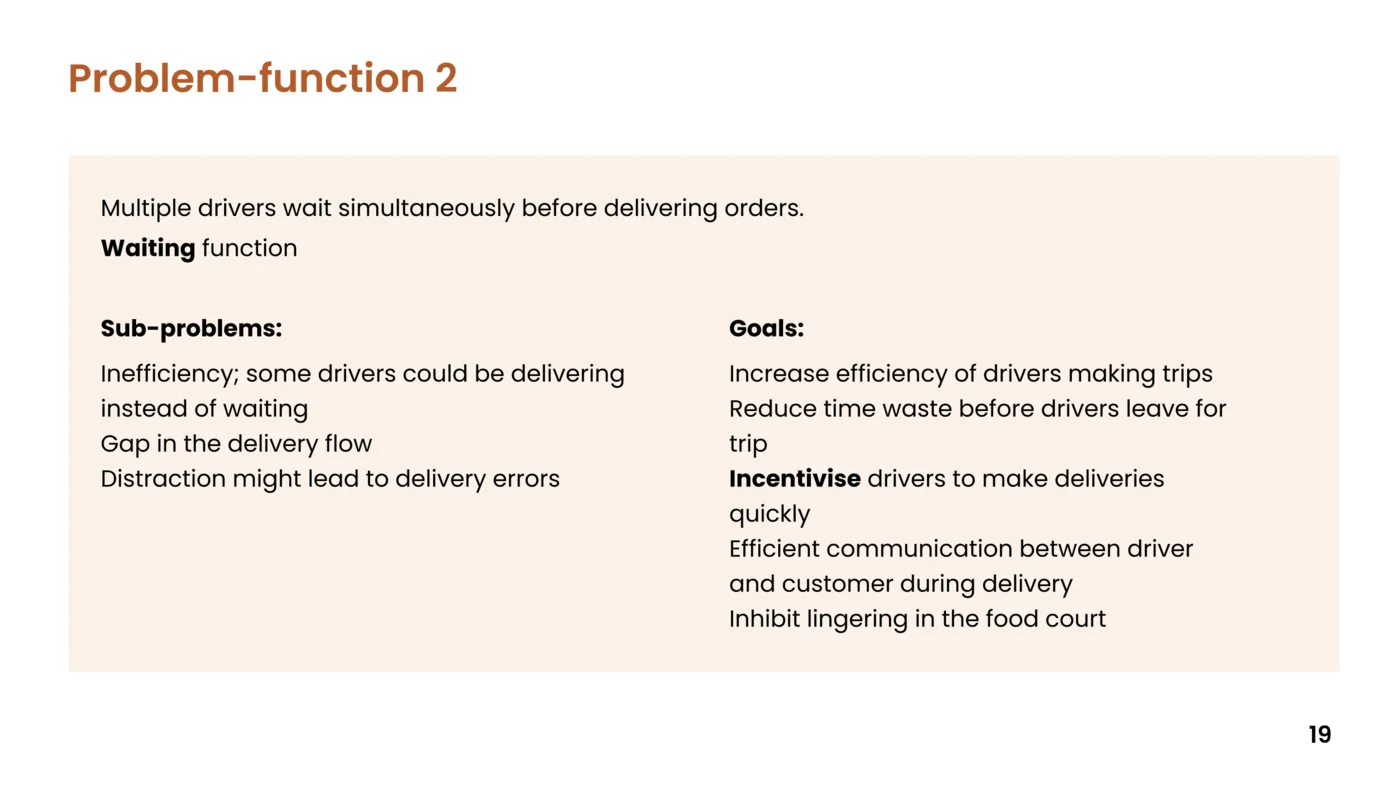 Problem-function 2
Multiple drivers wait simultaneously before delivering orders.
Waiting function
Sub-problems:
Inefficiency; some drivers could be delivering
instead of waiting
Gap in the delivery flow
Distraction might lead to delivery errors
Goals:
Increase efficiency of drivers making trips
Reduce time waste before drivers leave for
trip
Incentivise drivers to make deliveries
quickly
Efficient communication between driver
and customer during delivery
Inhibit lingering in the food court
19